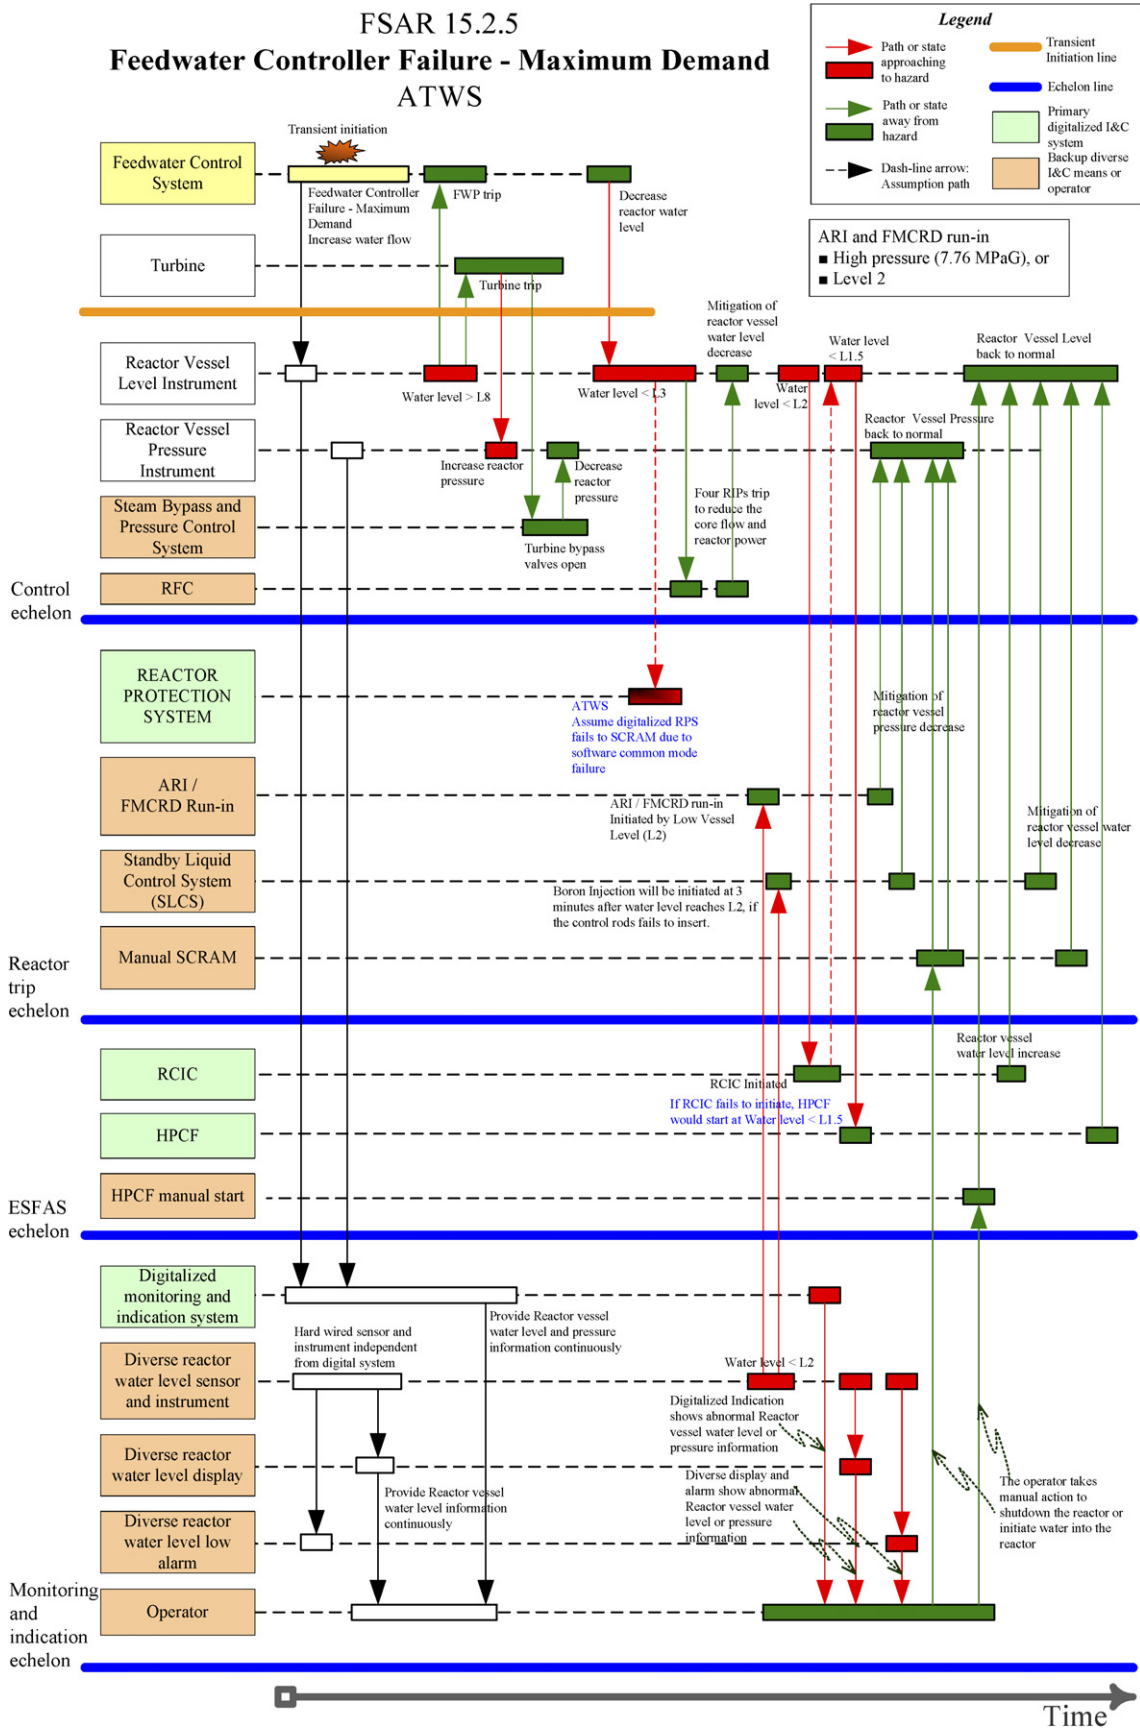 FSAR 15.2.5
Feedwater Controller Failure - Maximum Demand
ATWS
Legend
Path or state
approaching
to hazard
Transient
Initiation line
Echelon line
Path or state
away from
hazard
Primary
digitalized I&C
system
Dash-line arrow:
Assumption path
Backup diverse
I&C means or
operator
ARI and FMCRD run-in
■ High pressure (7.76 MPaG), or
■ Level 2
Transient initiation
Feedwater Control
System
Feedwater Controller
Failure - Maximum
Demand
Increase water flow
FWP trip
Decrease
reactor water
level
Turbine
Turbine trip
Mitigation of
reactor vessel
water level
decrease
Water level
< L1.5
Reactor Vessel Level
back to normal
Reactor Vessel
Level Instrument
Water level > L8
Water level < L3
Water
level < L2
Reactor Vessel
Pressure
Instrument
Increase reactor
pressure
Decrease
reactor
pressure
Reactor Vessel Pressure
back to normal
Steam Bypass and
Pressure Control
System
Turbine bypass
valves open
Four RIPs trip
to reduce the
core flow and
reactor power
RFC
Control
echelon
REACTOR
PROTECTION
SYSTEM
ATWS
Assume digitalized RPS
fails to SCRAM due to
software common mode
failure
Mitigation of
reactor vessel
pressure decrease
ARI /
FMCRD Run-in
ARI / FMCRD run-in
Initiated by Low Vessel
Level (L2)
Mitigation of
reactor vessel water
level decrease
Standby Liquid
Control System
(SLCS)
Boron Injection will be initiated at 3
minutes after water level reaches L2, if
the control rods fails to insert.
Manual SCRAM
Reactor
trip
echelon
RCIC
RCIC Initiated
Reactor vessel
water level increase
If RCIC fails to initiate, HPCF
would start at Water level < L1.5
HPCF
HPCF manual start
ESFAS
echelon
Digitalized
monitoring and
indication system
Provide Reactor vessel
water level and pressure
information continuously
Hard wired sensor and
instrument independent
from digital system
Diverse reactor
water level sensor
and instrument
Water level < L2
Digitalized Indication
shows abnormal Reactor
vessel water level or
pressure information
Diverse reactor
water level display
Provide Reactor vessel
water level information
continuously
Diverse display and
alarm show abnormal
Reactor vessel water
level or pressure
information
The operator takes
manual action to
shutdown the reactor or
initiate water into the
reactor
Diverse reactor
water level low
alarm
Operator
Monitoring
and
indication
echelon
Time